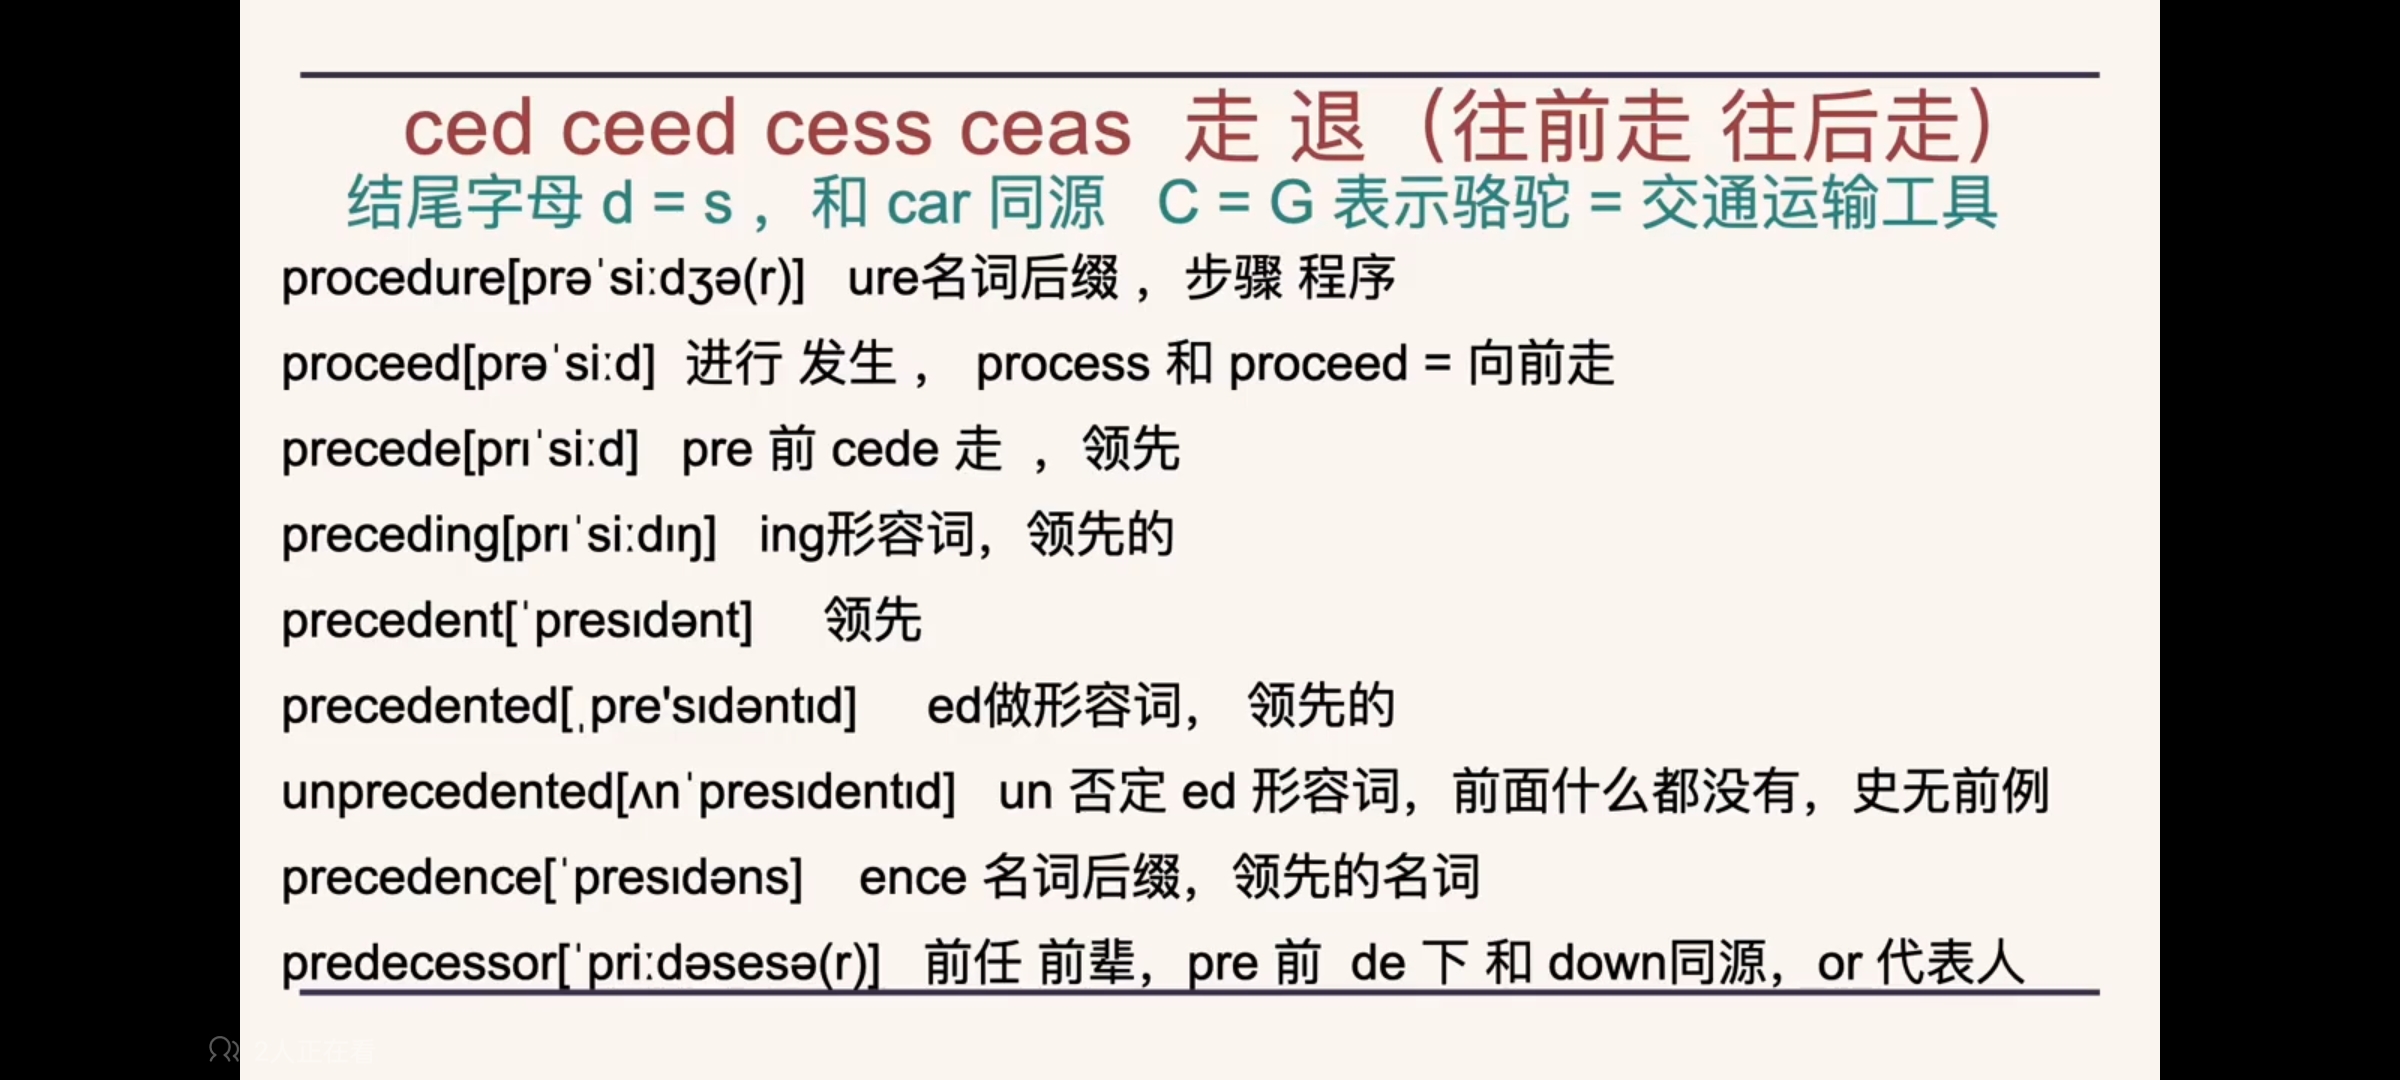 ced ceed cess ceas 走 退（往前走 往后走）
结尾字母 d = s ，和 car 同源 C = G 表示骆驼 = 交通运输工具
procedure[prəˈsiːdʒə(r)] ure名词后缀 ，步骤 程序
proceed[prəˈsiːd] 进行 发生 ， process 和 proceed = 向前走
precede[prɪˈsiːd] pre 前 cede 走 ，领先
preceding[prɪˈsiːdɪŋ] ing形容词，领先的
precedent[ˈpresɪdənt] 领先
precedented[ˌpre'sɪdəntɪd] ed做形容词， 领先的
unprecedented[ʌnˈpresɪdentɪd] un 否定 ed 形容词，前面什么都没有，史无前例
precedence[ˈpresɪdəns] ence 名词后缀，领先的名词
predecessor[ˈpriːdəsesə(r)] 前任 前辈，pre 前 de 下 和 down同源，or 代表人
2人正在看